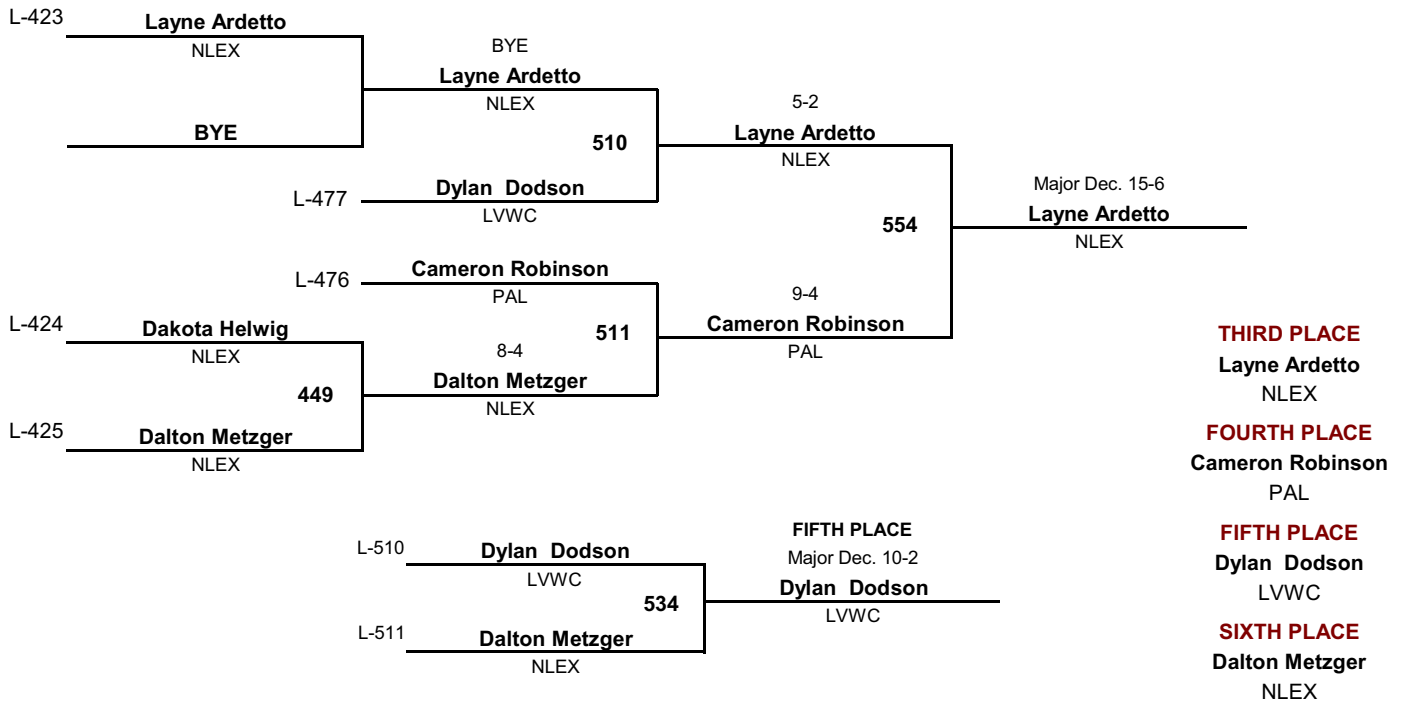 L-423
Layne Ardetto
NLEX
BYE
BYE
Layne Ardetto
NLEX
510
L-477
Dylan  Dodson
LVWC
5-2
Layne Ardetto
NLEX
L-476
Cameron Robinson
PAL
L-424
Dakota Helwig
NLEX
449
L-425
Dalton Metzger
NLEX
8-4
Dalton Metzger
NLEX
511
9-4
Cameron Robinson
PAL
554
Major Dec. 15-6
Layne Ardetto
NLEX
L-510
Dylan  Dodson
LVWC
534
L-511
Dalton Metzger
NLEX
FIFTH PLACE
Major Dec. 10-2
Dylan  Dodson
LVWC
THIRD PLACE
Layne Ardetto
NLEX
FOURTH PLACE
Cameron Robinson
PAL
FIFTH PLACE
Dylan  Dodson
LVWC
SIXTH PLACE
Dalton Metzger
NLEX